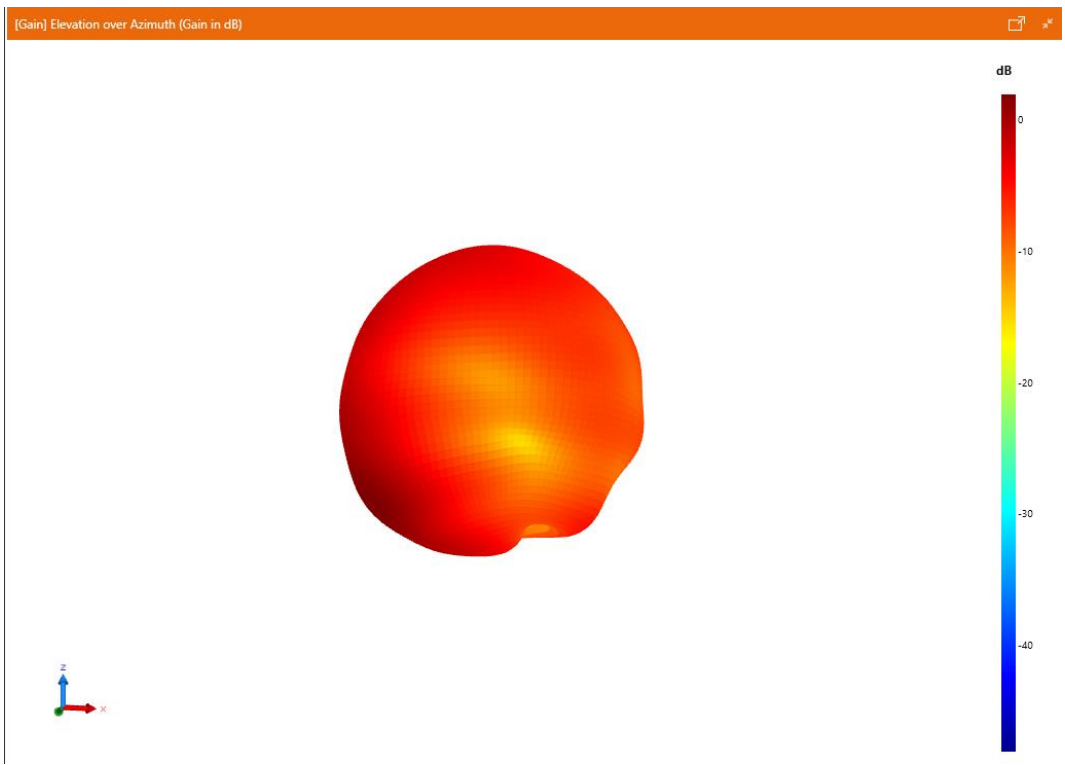 [Gain] Elevation over Azimuth (Gain in dB)
dB
0
-10
-20
-30
-40
z
x